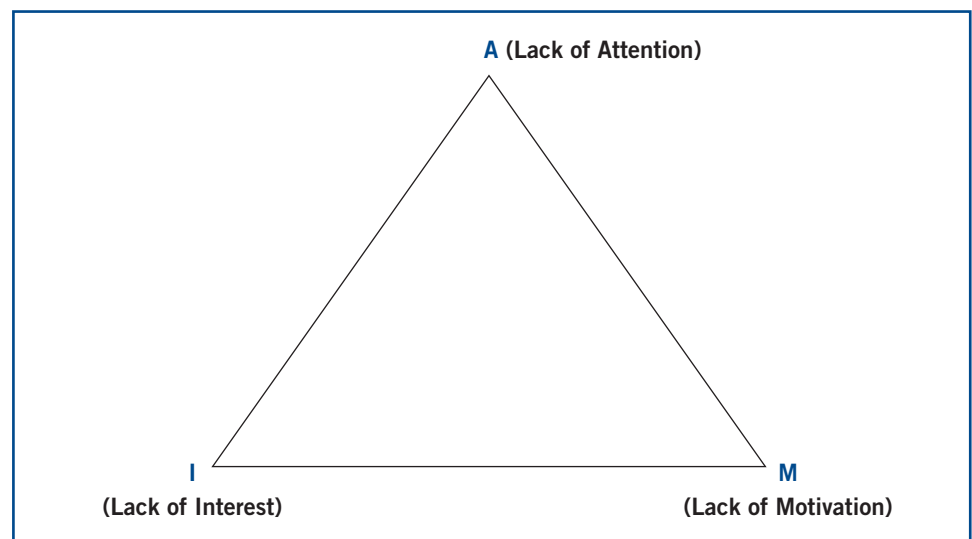 A (Lack of Attention)
I
M
(Lack of Interest)
(Lack of Motivation)